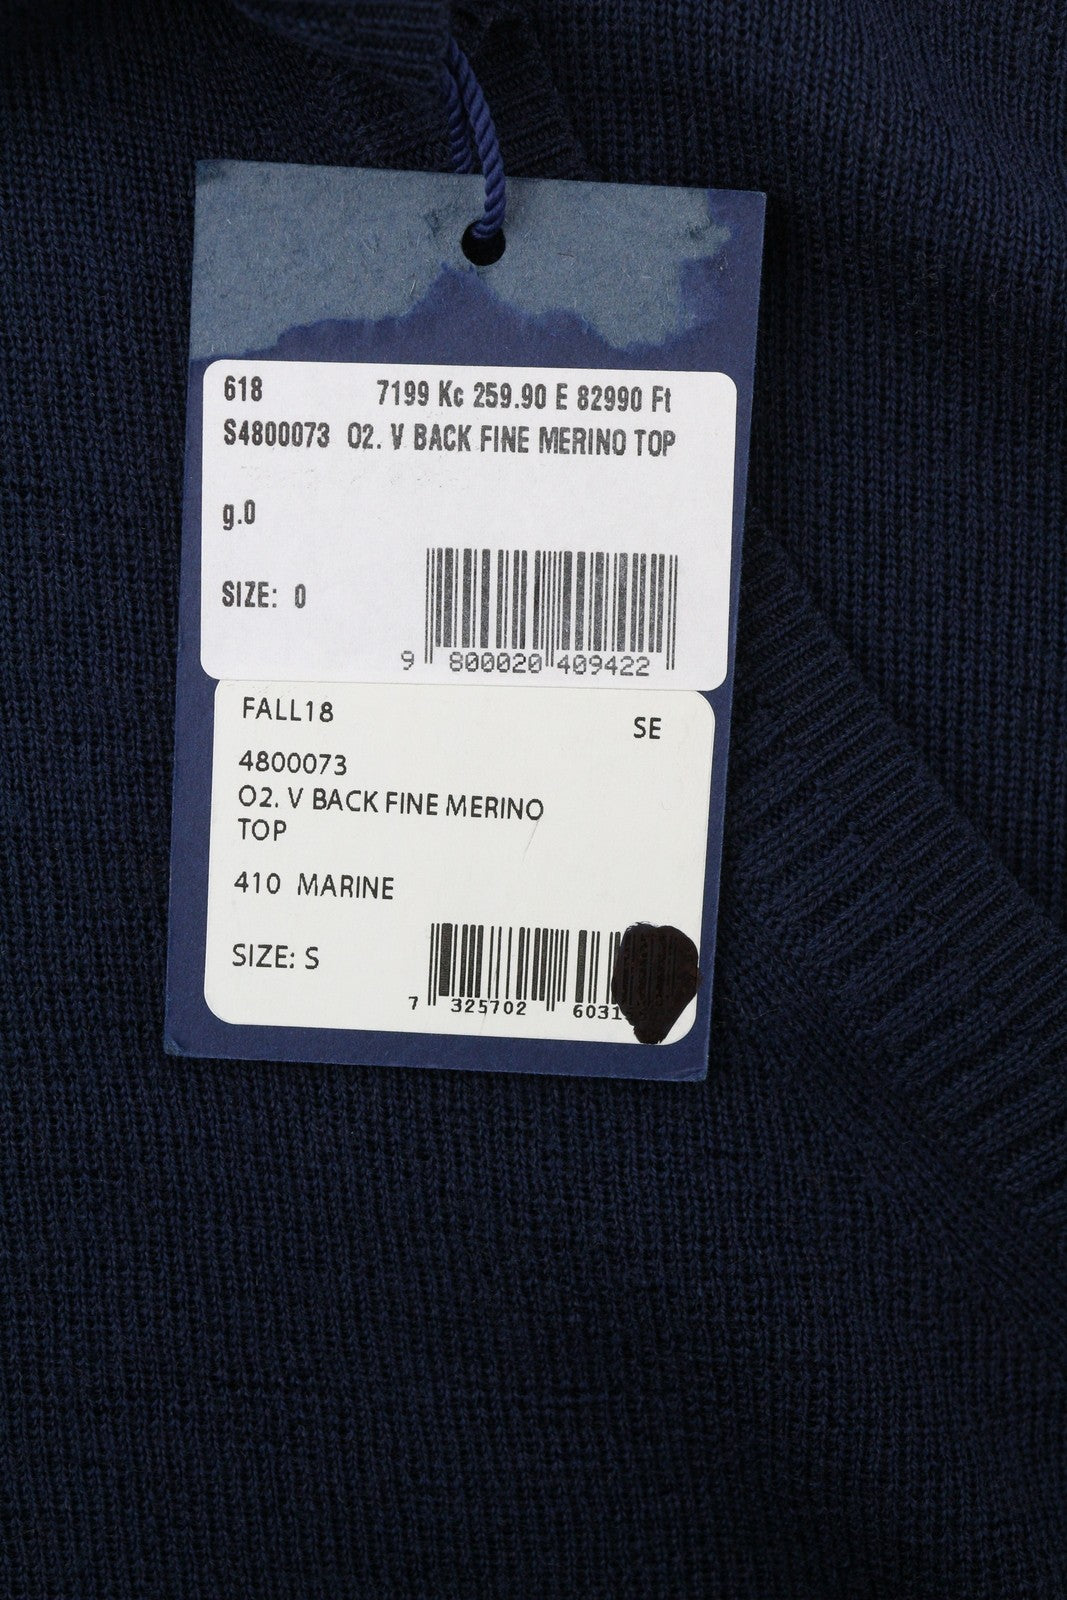 618 7199 Kc 259.90 E 82990 Ft
S4800073 O2. V BACK FINE MERINO TOP
g.0
SIZE: 0
9 800020 409422
FALL18 SE
4800073
O2. V BACK FINE MERINO
TOP
410 MARINE
SIZE: S
7 325702 6031